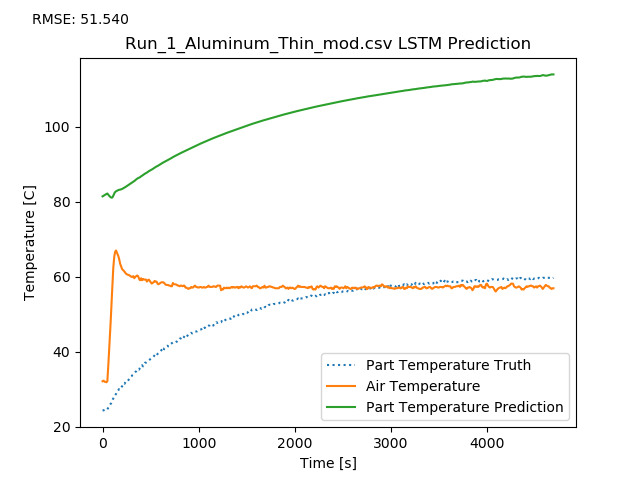 RMSE: 51.540
Run_1_Aluminum_Thin_mod.csv LSTM Prediction
Temperature [C]
100
80
60
40
20
Part Temperature Truth
Air Temperature
Part Temperature Prediction
0
1000
2000
3000
4000
Time [s]